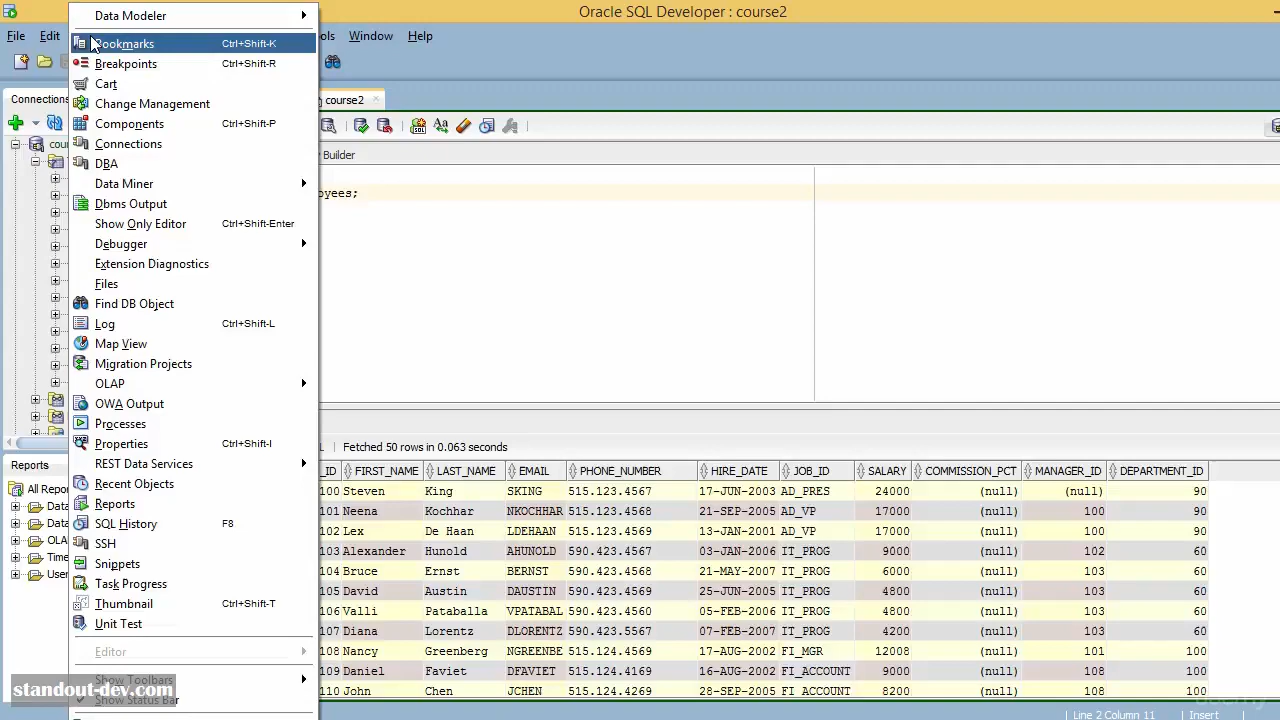 Oracle SQL Developer : course2
Data Modeler
File Edit Window Help
Bookmarks Ctrl+Shift-K
Breakpoints Ctrl+Shift-R
Cart
Connections course2
Change Management
Components Ctrl+Shift-P
Connections
Builder
DBA
Data Miner
oyees;
Dbms Output
Show Only Editor Ctrl+Shift-Enter
Debugger
Extension Diagnostics
Files
Find DB Object
Log Ctrl+Shift-L
Map View
Migration Projects
OLAP
OWA Output
Processes
Properties Ctrl+Shift-I
Fetched 50 rows in 0.063 seconds
Reports
REST Data Services
_ID FIRST_NAME LAST_NAME EMAIL PHONE_NUMBER HIRE_DATE JOB_ID SALARY COMMISSION_PCT MANAGER_ID DEPARTMENT_ID
Recent Objects
100 Steven King SKING 515.123.4567 17-JUN-2003 AD_PRES 24000 (null) (null) 90
Reports
101 Neena Kochhar NKOCHHAR 515.123.4568 21-SEP-2005 AD_VP 17000 (null) 100 90
SQL History F8
102 Lex De Haan LDEHAAN 515.123.4569 13-JAN-2001 AD_VP 17000 (null) 100 90
SSH
103 Alexander Hunold AHUNOLD 590.423.4567 03-JAN-2006 IT_PROG 9000 (null) 102 60
Snippets
104 Bruce Ernst BERNST 590.423.4568 21-MAY-2007 IT_PROG 6000 (null) 103 60
Task Progress
105 David Austin DAUSTIN 590.423.4569 25-JUN-2005 IT_PROG 4800 (null) 103 60
Thumbnail Ctrl+Shift-T
106 Valli Pataballa VPATABAL 590.423.4560 05-FEB-2006 IT_PROG 4800 (null) 103 60
Unit Test
107 Diana Lorentz DLORENTZ 590.423.5567 07-FEB-2007 IT_PROG 4200 (null) 103 60
Editor
108 Nancy Greenberg NGREENBE 515.124.4569 17-AUG-2002 FI_MGR 12008 (null) 101 100
109 Daniel Faviet DFAVIET 515.124.4169 16-AUG-2002 FI_ACCOUNT 9000 (null) 108 100
Show Toolbars
standout-dev.com
110 John Chen JCHEN 515.124.4269 28-SEP-2005 FI_ACCOUNT 8200 (null) 108 100
Show Status Bar
Line 2 Column 11 Insert